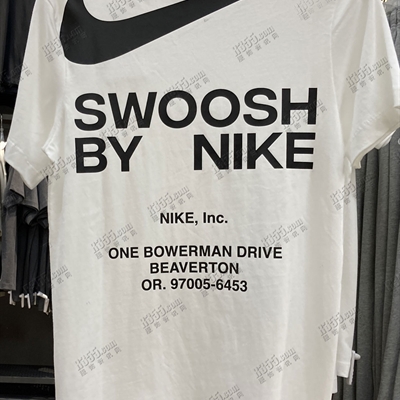 SWOOSH
BY NIKE
NIKE, Inc.
ONE BOWERMAN DRIVE
BEAVERTON
OR. 97005-6453